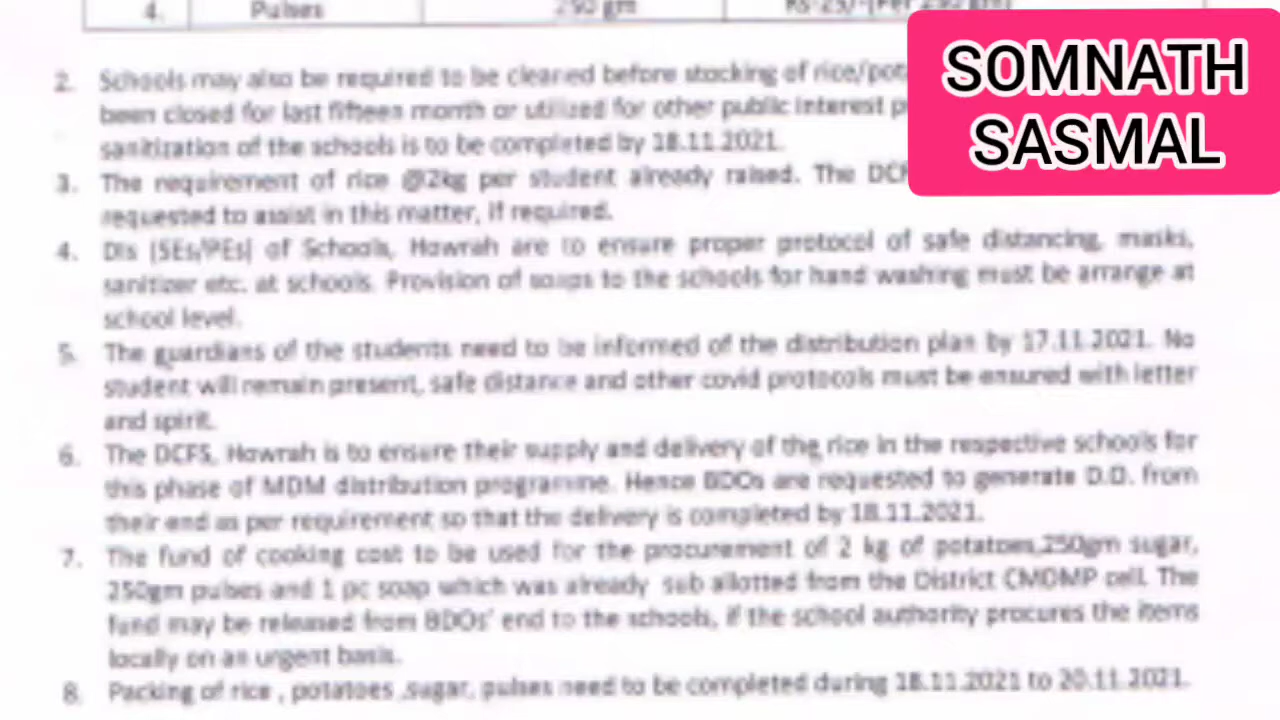 4. Pulses 250 gm Rs-25/-(Per 250 gm)
SOMNATH
SASMAL
2. Schools may also be required to be cleaned before stocking of rice/pot
been closed for last fifteen month or utilized for other public interest p
sanitization of the schools is to be completed by 18.11.2021.
3. The requirement of rice @2kg per student already raised. The DCF
requested to assist in this matter, if required.
4. DIs (SEs/PEs) of Schools, Howrah are to ensure proper protocol of safe distancing, masks,
sanitizer etc. at schools. Provision of soaps to the schools for hand washing must be arrange at
school level.
5. The guardians of the students need to be informed of the distribution plan by 17.11.2021. No
student will remain present, safe distance and other covid protocols must be ensured with letter
and spirit.
6. The DCFS, Howrah is to ensure their supply and delivery of the rice in the respective schools for
this phase of MDM distribution programme. Hence BDOs are requested to generate D.O. from
their end as per requirement so that the delivery is completed by 18.11.2021.
7. The fund of cooking cost to be used for the procurement of 2 kg of potatoes,250gm sugar,
250gm pulses and 1 pc soap which was already sub allotted from the District CMDMP cell. The
fund may be released from BDOs' end to the schools, if the school authority procures the items
locally on an urgent basis.
8. Packing of rice , potatoes ,sugar, pulses need to be completed during 18.11.2021 to 20.11.2021.